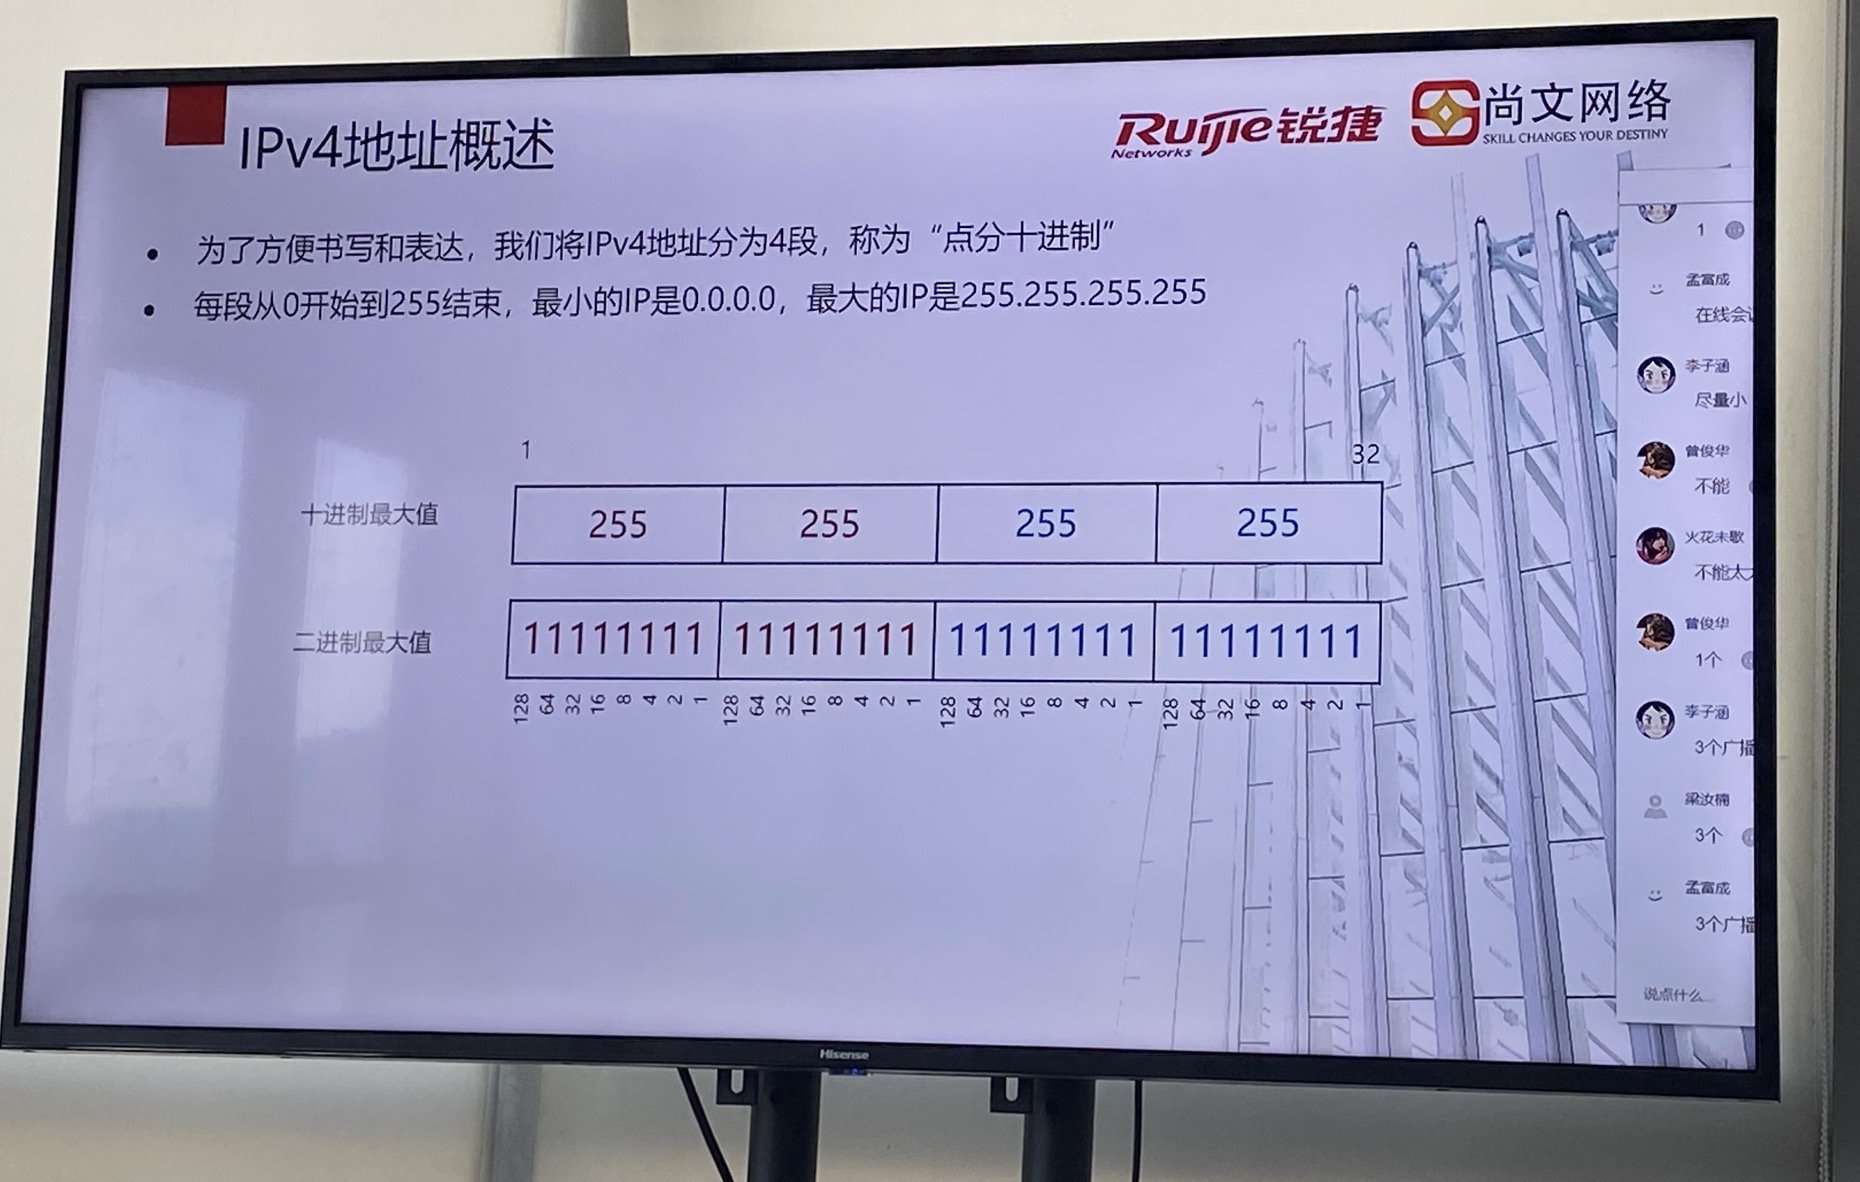 IPv4地址概述
Ruijie锐捷
Networks
尚文网络
SKILL CHANGES YOUR DESTINY
为了方便书写和表达，我们将IPv4地址分为4段，称为“点分十进制”
每段从0开始到255结束，最小的IP是0.0.0.0，最大的IP是255.255.255.255
1 32
十进制最大值 255 255 255 255
二进制最大值 11111111 11111111 11111111 11111111
128 64 32 16 8 4 2 1 128 64 32 16 8 4 2 1 128 64 32 16 8 4 2 1 128 64 32 16 8 4 2 1
1
孟富成
在线会
李子涵
尽量小
曾俊华
不能
火花未歇
不能太
曾俊华
1个
李子涵
3个广播
梁汝楠
3个
孟富成
3个广播
说点什么...
Hisense